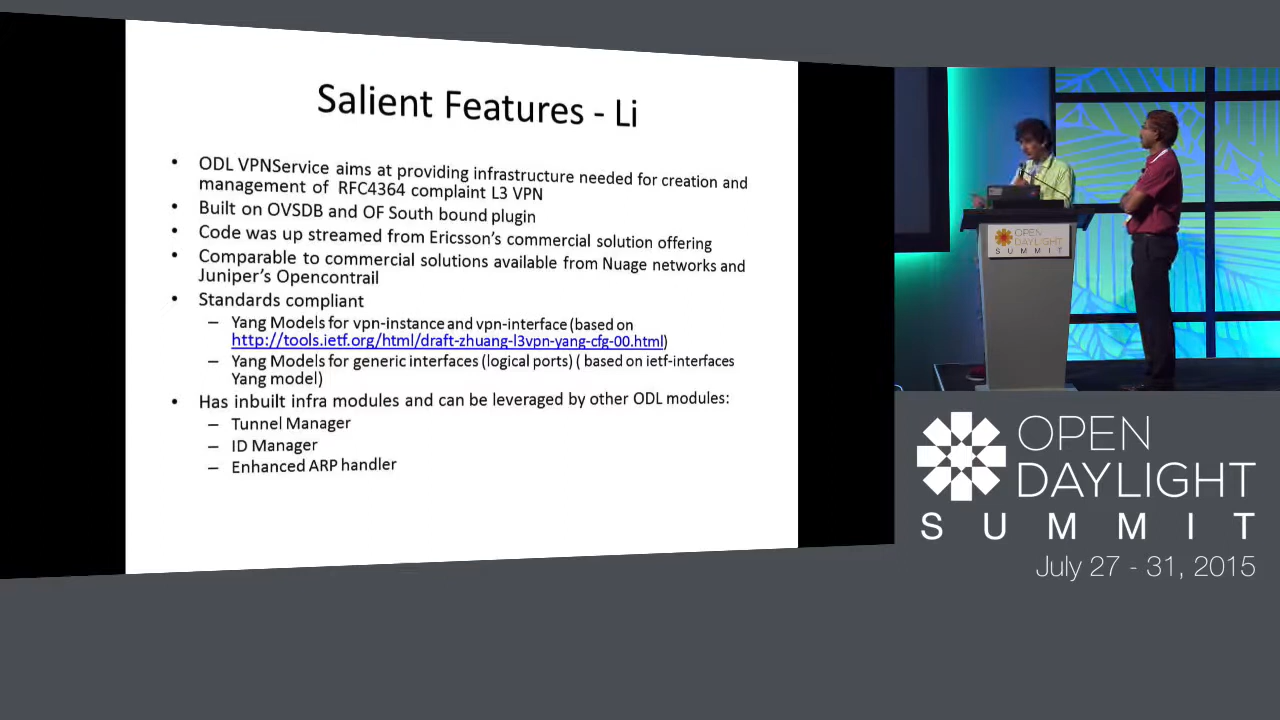 Salient Features - Li
• ODL VPNService aims at providing infrastructure needed for creation and
management of RFC4364 complaint L3 VPN
• Built on OVSDB and OF South bound plugin
• Code was up streamed from Ericsson's commercial solution offering
• Comparable to commercial solutions available from Nuage networks and
Juniper's Opencontrail
• Standards compliant
– Yang Models for vpn-instance and vpn-interface (based on
http://tools.ietf.org/html/draft-zhuang-l3vpn-yang-cfg-00.html)
– Yang Models for generic interfaces (logical ports) ( based on ietf-interfaces
Yang model)
• Has inbuilt infra modules and can be leveraged by other ODL modules:
– Tunnel Manager
– ID Manager
– Enhanced ARP handler
OPEN
DAYLIGHT
SUMMIT
OPEN
DAYLIGHT
SUMMIT
July 27 - 31, 2015